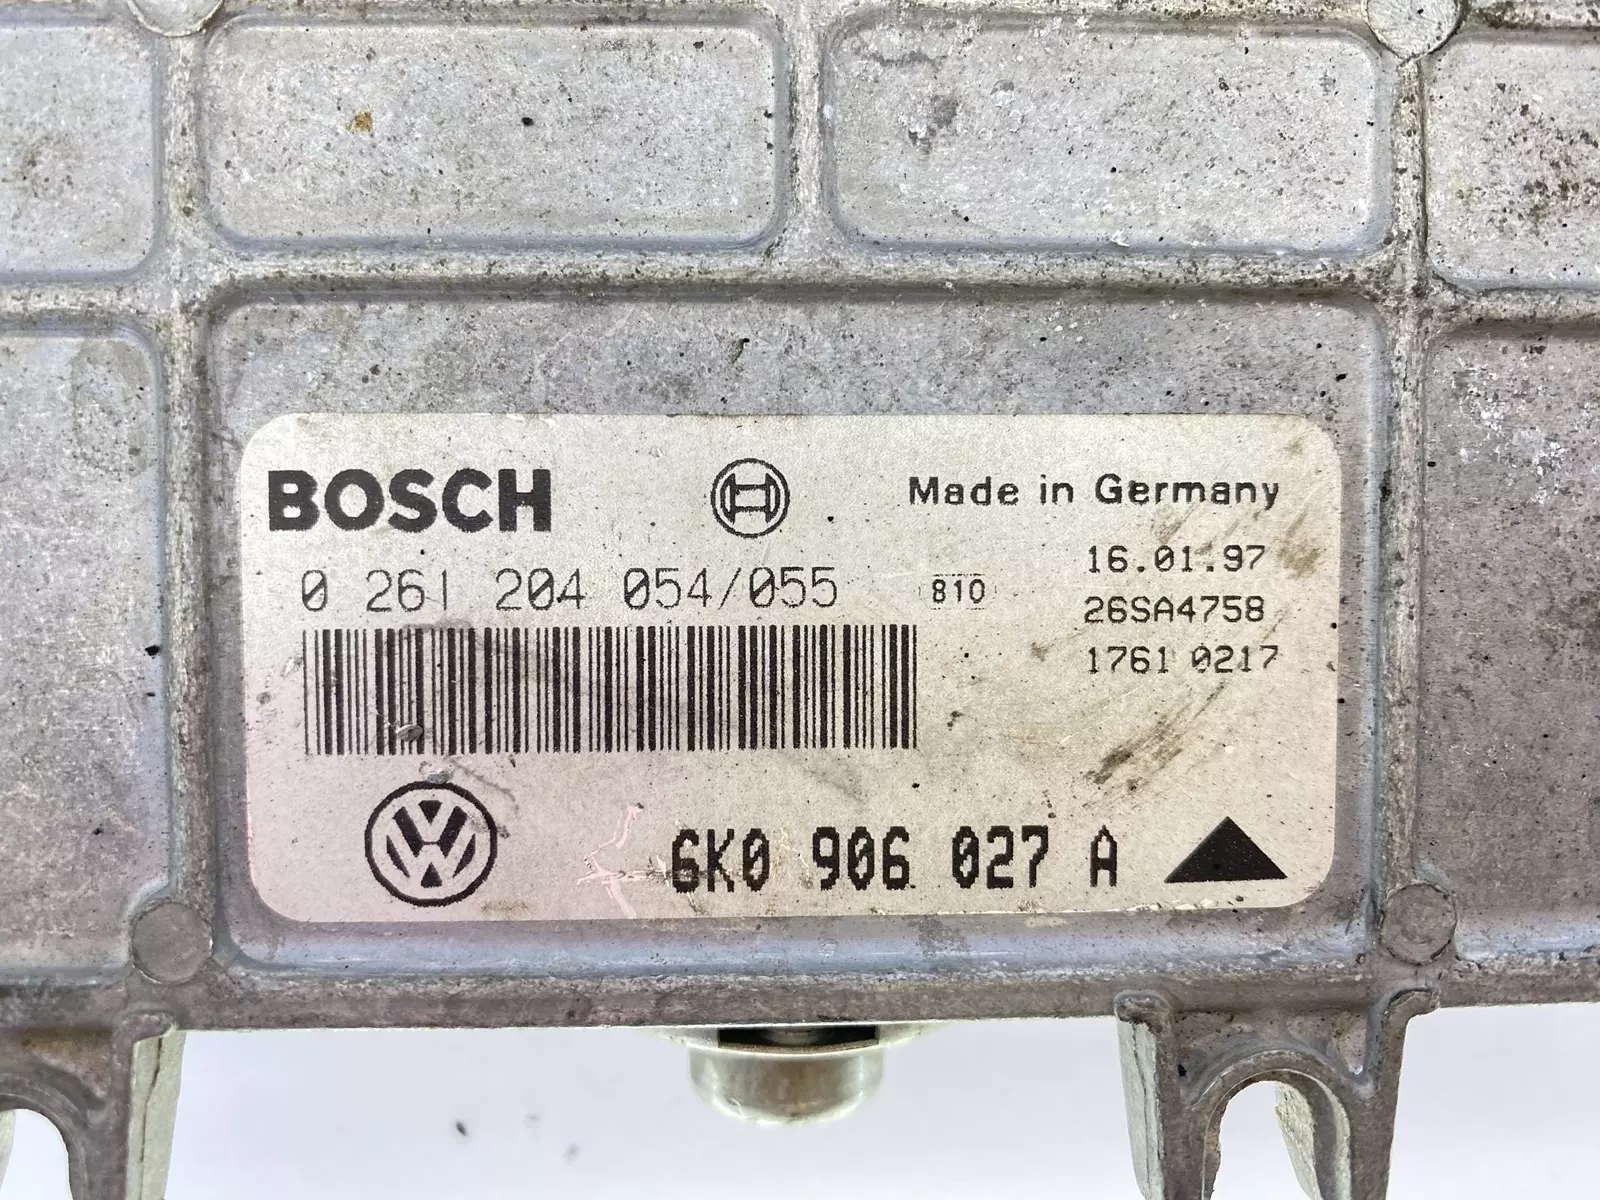 BOSCH
Made in Germany
0 261 204 054/055
810
16.01.97
26SA4758
1761 0217
6K0 906 027 A